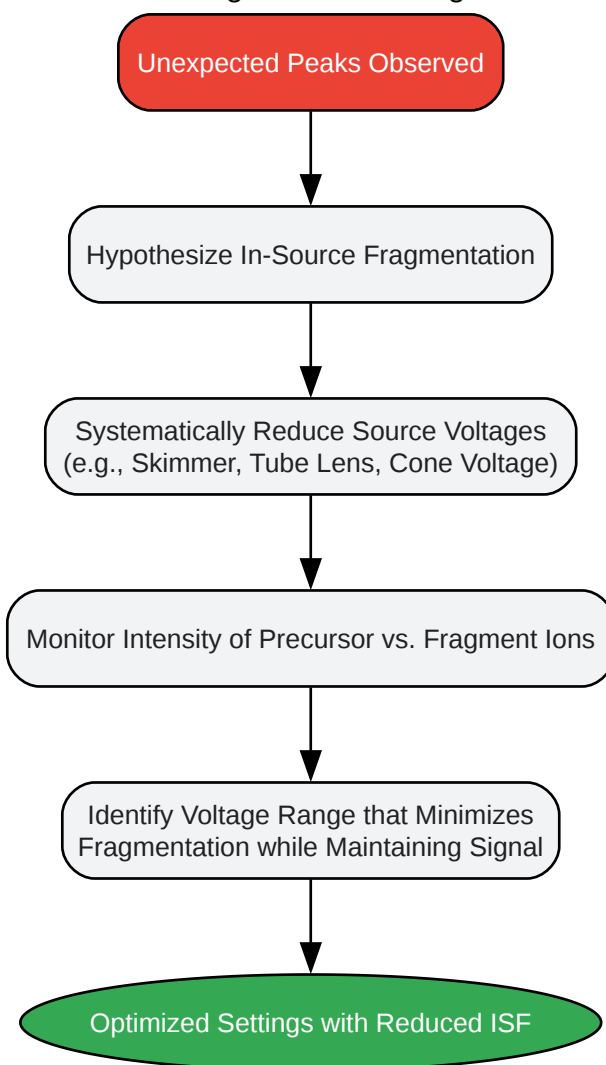 Unexpected Peaks Observed
Hypothesize In-Source Fragmentation
Systematically Reduce Source Voltages
(e.g., Skimmer, Tube Lens, Cone Voltage)
Monitor Intensity of Precursor vs. Fragment Ions
Identify Voltage Range that Minimizes
Fragmentation while Maintaining Signal
Optimized Settings with Reduced ISF